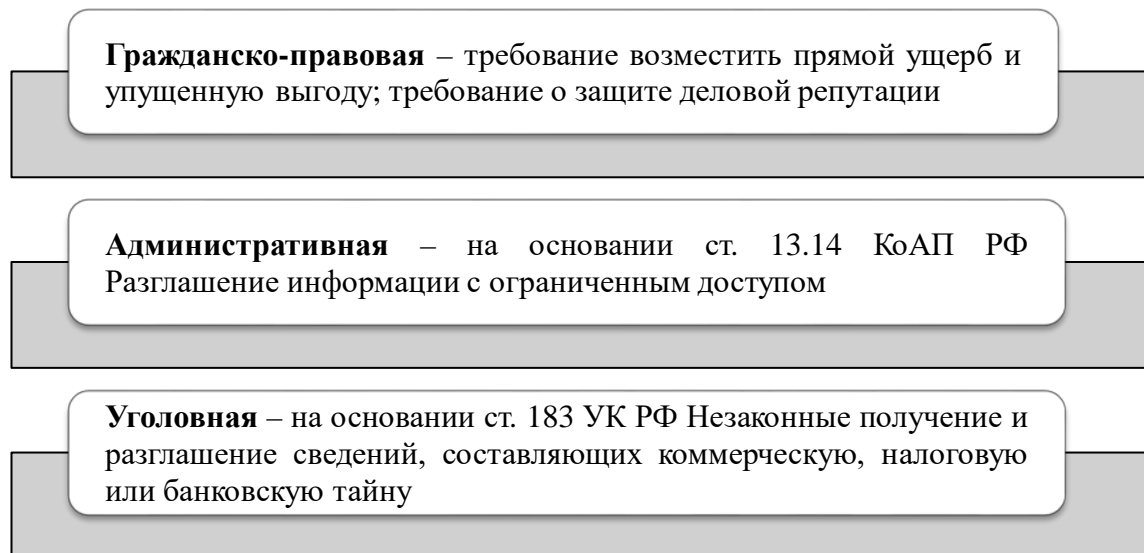 Гражданско-правовая – требование возместить прямой ущерб и
упущенную выгоду; требование о защите деловой репутации
Административная – на основании ст. 13.14 КоАП РФ
Разглашение информации с ограниченным доступом
Уголовная – на основании ст. 183 УК РФ Незаконные получение и
разглашение сведений, составляющих коммерческую, налоговую
или банковскую тайну